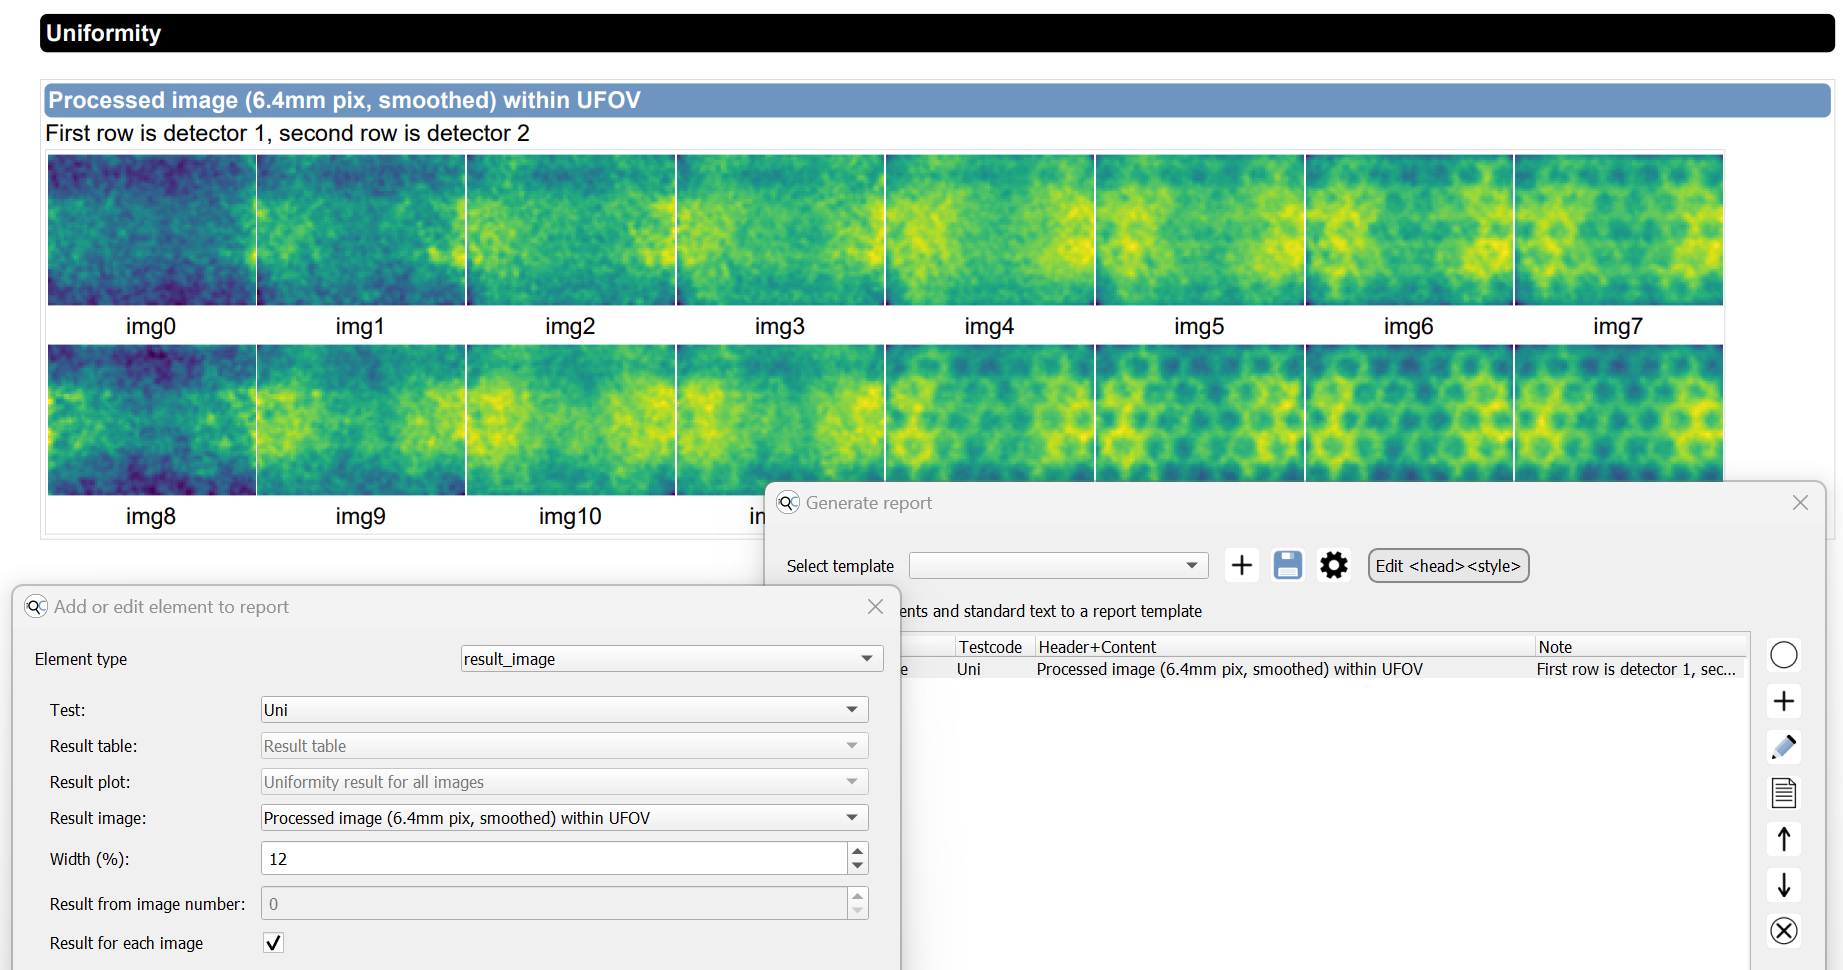 Uniformity
Processed image (6.4mm pix, smoothed) within UFOV
First row is detector 1, second row is detector 2
img0 img1 img2 img3 img4 img5 img6 img7
img8 img9 img10
Generate report
Select template
Edit <head><style>
ents and standard text to a report template
Testcode Header+Content Note
e Uni Processed image (6.4mm pix, smoothed) within UFOV First row is detector 1, sec...
Add or edit element to report
Element type result_image
Test: Uni
Result table: Result table
Result plot: Uniformity result for all images
Result image: Processed image (6.4mm pix, smoothed) within UFOV
Width (%): 12
Result from image number: 0
Result for each image